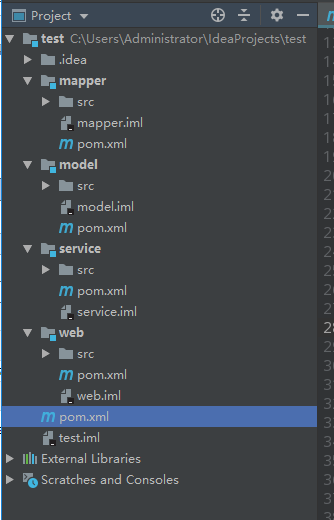 Project
test C:\Users\Administrator\IdeaProjects\test
.idea
mapper
src
mapper.iml
pom.xml
model
src
model.iml
pom.xml
service
src
pom.xml
service.iml
web
src
pom.xml
web.iml
pom.xml
test.iml
External Libraries
Scratches and Consoles